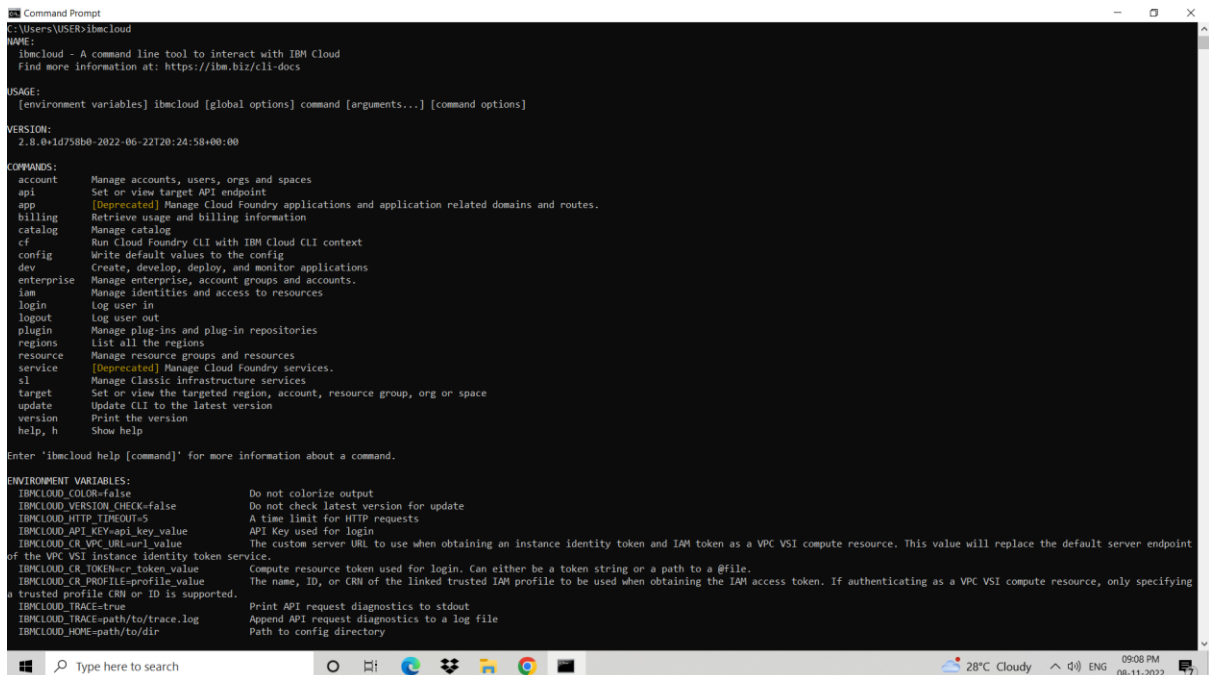 Command Prompt
C:\Users\USER>ibmcloud
NAME:
ibmcloud - A command line tool to interact with IBM Cloud
Find more information at: https://ibm.biz/cli-docs
USAGE:
[environment variables] ibmcloud [global options] command [arguments...] [command options]
VERSION:
2.8.0+1d758b0-2022-06-22T20:24:58+00:00
COMMANDS:
account Manage accounts, users, orgs and spaces
api Set or view target API endpoint
app [Deprecated] Manage Cloud Foundry applications and application related domains and routes.
billing Retrieve usage and billing information
catalog Manage catalog
cf Run Cloud Foundry CLI with IBM Cloud CLI context
config Write default values to the config
dev Create, develop, deploy, and monitor applications
enterprise Manage enterprise, account groups and accounts.
iam Manage identities and access to resources
login Log user in
logout Log user out
plugin Manage plug-ins and plug-in repositories
regions List all the regions
resource Manage resource groups and resources
service [Deprecated] Manage Cloud Foundry services.
sl Manage Classic infrastructure services
target Set or view the targeted region, account, resource group, org or space
update Update CLI to the latest version
version Print the version
help, h Show help
Enter 'ibmcloud help [command]' for more information about a command.
ENVIRONMENT VARIABLES:
IBMCLOUD_COLOR=false Do not colorize output
IBMCLOUD_VERSION_CHECK=false Do not check latest version for update
IBMCLOUD_HTTP_TIMEOUT=5 A time limit for HTTP requests
IBMCLOUD_API_KEY=api_key_value API Key used for login
IBMCLOUD_CR_VPC_URL=url_value The custom server URL to use when obtaining an instance identity token and IAM token as a VPC VSI compute resource. This value will replace the default server endpoint
of the VPC VSI instance identity token service.
IBMCLOUD_CR_TOKEN=cr_token_value Compute resource token used for login. Can either be a token string or a path to a @file.
IBMCLOUD_CR_PROFILE=profile_value The name, ID, or CRN of the linked trusted IAM profile to be used when obtaining the IAM access token. If authenticating as a VPC VSI compute resource, only specifying
a trusted profile CRN or ID is supported.
IBMCLOUD_TRACE=true Print API request diagnostics to stdout
IBMCLOUD_TRACE=path/to/trace.log Append API request diagnostics to a log file
IBMCLOUD_HOME=path/to/dir Path to config directory
Type here to search
28°C Cloudy
ENG
09:08 PM
08-11-2022